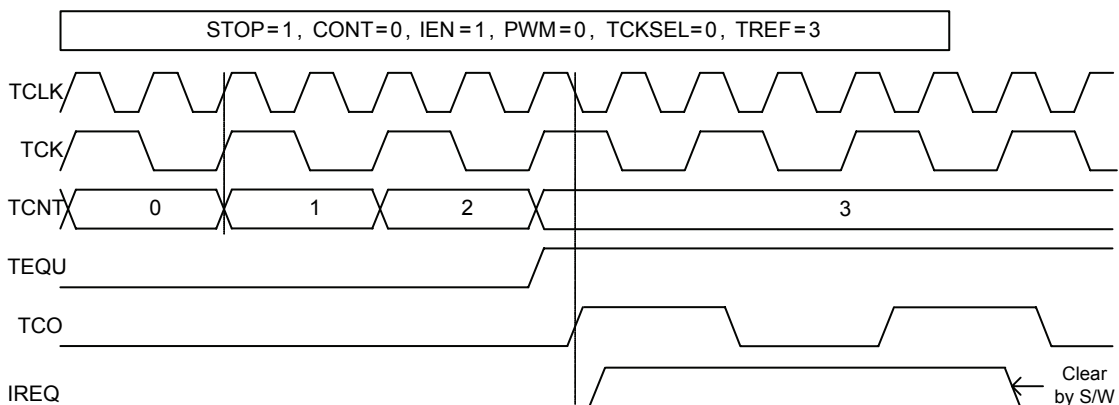 STOP=1, CONT=0, IEN=1, PWM=0, TCKSEL=0, TREF=3
TCLK
TCK
TCNT 0 1 2 3
TEQU
TCO
IREQ
Clear
by S/W